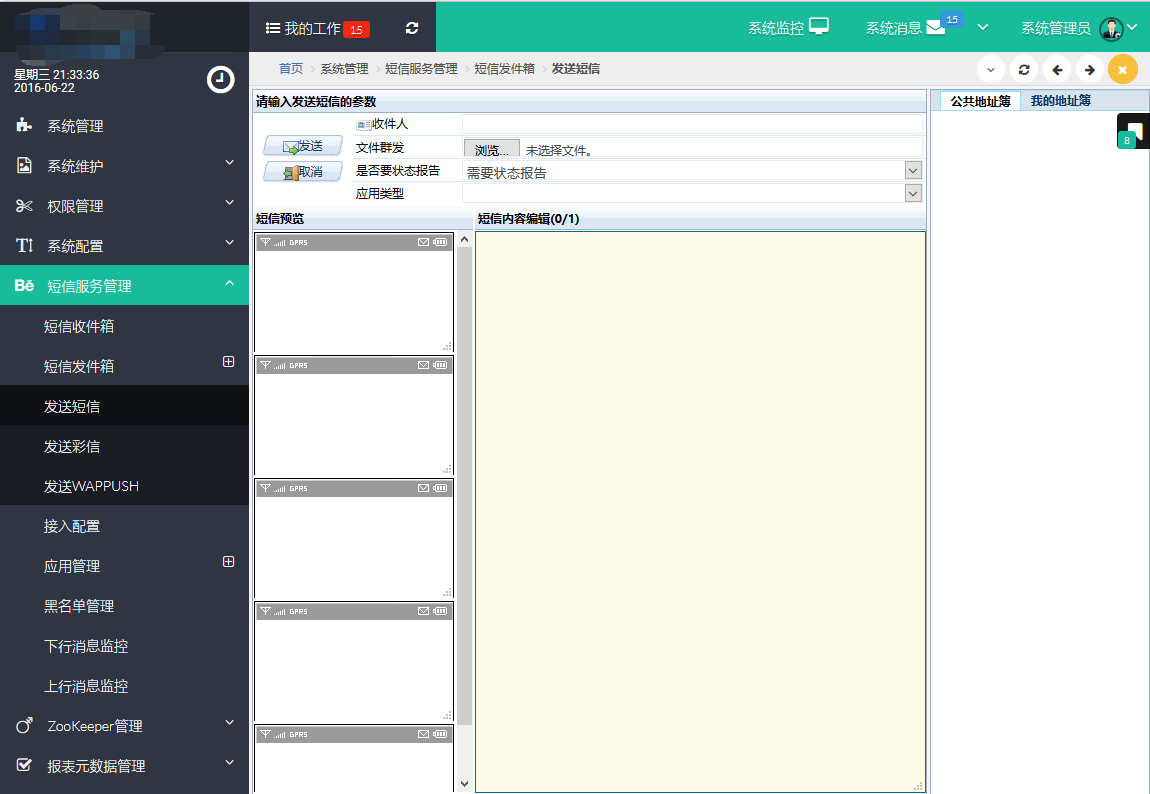 我的工作 15
系统监控
系统消息 15
系统管理员
星期三 21:33:36
2016-06-22
首页 系统管理 短信服务管理 短信发件箱 发送短信
系统管理
系统维护
权限管理
系统配置
Bē 短信服务管理
短信收件箱
短信发件箱
发送短信
发送彩信
发送WAPPUSH
接入配置
应用管理
黑名单管理
下行消息监控
上行消息监控
ZooKeeper管理
报表元数据管理
请输入发送短信的参数
发送
取消
收件人
文件群发 浏览... 未选择文件。
是否要状态报告 需要状态报告
应用类型
短信预览
短信内容编辑(0/1)
GPRS
GPRS
GPRS
GPRS
GPRS
公共地址簿 我的地址簿
8